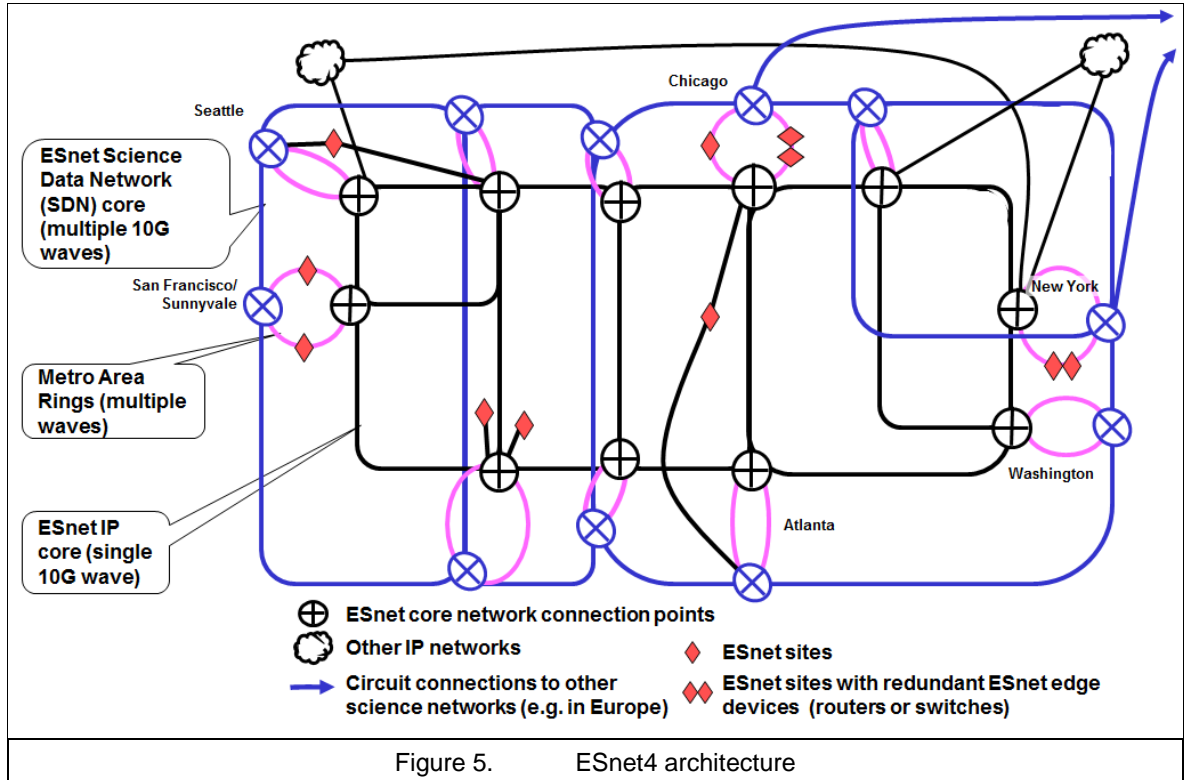 Chicago
Seattle
ESnet Science
Data Network
(SDN) core
(multiple 10G
waves)
San Francisco/
Sunnyvale
New York
Metro Area
Rings (multiple
waves)
Washington
ESnet IP
core (single
10G wave)
Atlanta
ESnet core network connection points
Other IP networks
Circuit connections to other
science networks (e.g. in Europe)
ESnet sites
ESnet sites with redundant ESnet edge
devices (routers or switches)
Figure 5. ESnet4 architecture